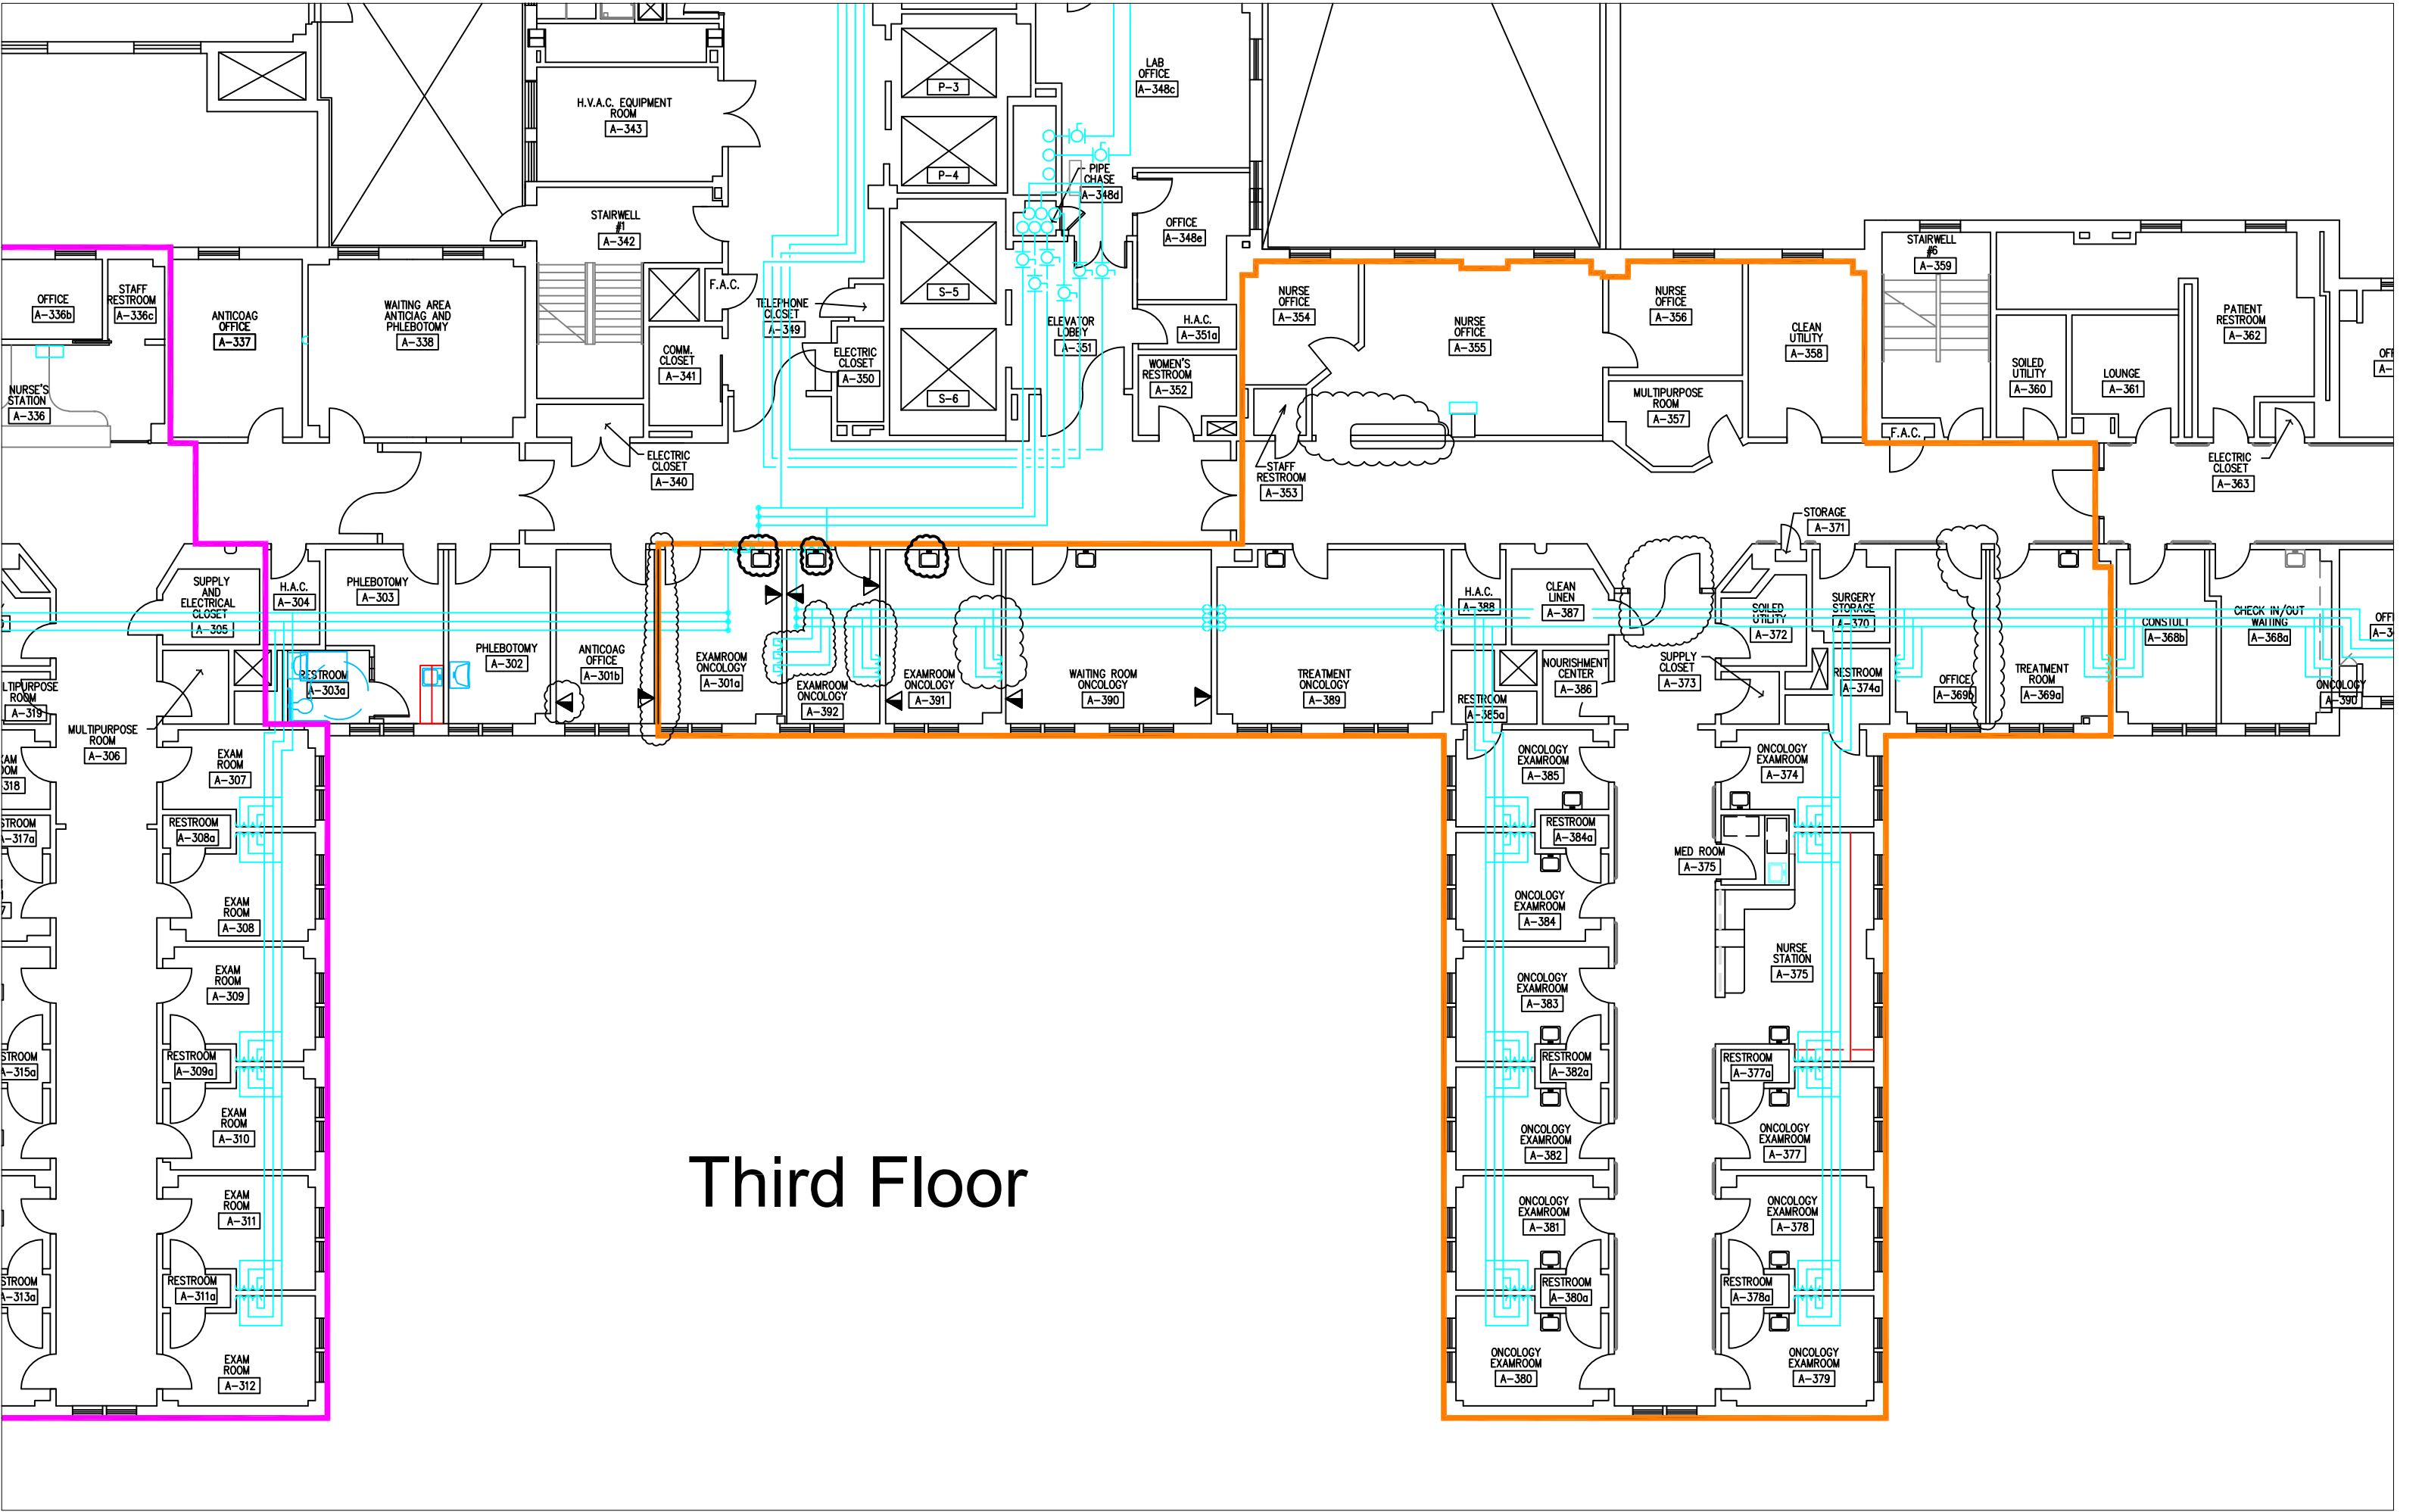 LAB
OFFICE
A-348c
P-3
H.V.A.C. EQUIPMENT
ROOM
A-343
P-4
PIPE
CHASE
A-348d
STAIRWELL
#1
A-342
OFFICE
A-348e
STAIRWELL
#6
A-359
OFFICE
A-336b
STAFF
RESTROOM
A-336c
ANTICOAG
OFFICE
A-337
WAITING AREA
ANTICIAG AND
PHLEBOTOMY
A-338
F.A.C.
TELEPHONE
CLOSET
A-349
S-5
ELEVATOR
LOBBY
A-351
H.A.C.
A-351a
NURSE
OFFICE
A-354
NURSE
OFFICE
A-355
NURSE
OFFICE
A-356
CLEAN
UTILITY
A-358
PATIENT
RESTROOM
A-362
COMM.
CLOSET
A-341
ELECTRIC
CLOSET
A-350
S-6
WOMEN'S
RESTROOM
A-352
MULTIPURPOSE
ROOM
A-357
SOILED
UTILITY
A-360
LOUNGE
A-361
NURSE'S
STATION
A-336
F.A.C.
ELECTRIC
CLOSET
A-340
STAFF
RESTROOM
A-353
ELECTRIC
CLOSET
A-363
STORAGE
A-371
SUPPLY
AND
ELECTRICAL
CLOSET
A-305
H.A.C.
A-304
PHLEBOTOMY
A-303
PHLEBOTOMY
A-302
ANTICOAG
OFFICE
A-301b
EXAMROOM
ONCOLOGY
A-301a
EXAMROOM
ONCOLOGY
A-392
EXAMROOM
ONCOLOGY
A-391
WAITING ROOM
ONCOLOGY
A-390
TREATMENT
ONCOLOGY
A-389
H.A.C.
A-388
CLEAN
LINEN
A-387
SOILED
UTILITY
A-372
SURGERY
STORAGE
A-370
CONSTULT
A-368b
CHECK IN/OUT
WAITING
A-368a
RESTROOM
A-303a
NOURISHMENT
CENTER
A-386
RESTROOM
A-385a
SUPPLY
CLOSET
A-373
RESTROOM
A-374a
OFFICE
A-369b
TREATMENT
ROOM
A-369a
ONCOLOGY
A-390
ROOM
A-319
MULTIPURPOSE
ROOM
A-306
EXAM
ROOM
A-307
RESTROOM
A-308a
EXAM
ROOM
A-308
EXAM
ROOM
A-309
RESTROOM
A-309a
EXAM
ROOM
A-310
EXAM
ROOM
A-311
RESTROOM
A-311a
EXAM
ROOM
A-312
Third Floor
ONCOLOGY
EXAMROOM
A-385
RESTROOM
A-384a
ONCOLOGY
EXAMROOM
A-384
ONCOLOGY
EXAMROOM
A-383
RESTROOM
A-382a
ONCOLOGY
EXAMROOM
A-382
ONCOLOGY
EXAMROOM
A-381
RESTROOM
A-380a
ONCOLOGY
EXAMROOM
A-380
ONCOLOGY
EXAMROOM
A-374
MED ROOM
A-375
NURSE
STATION
A-375
RESTROOM
A-377a
ONCOLOGY
EXAMROOM
A-377
ONCOLOGY
EXAMROOM
A-378
RESTROOM
A-378a
ONCOLOGY
EXAMROOM
A-379